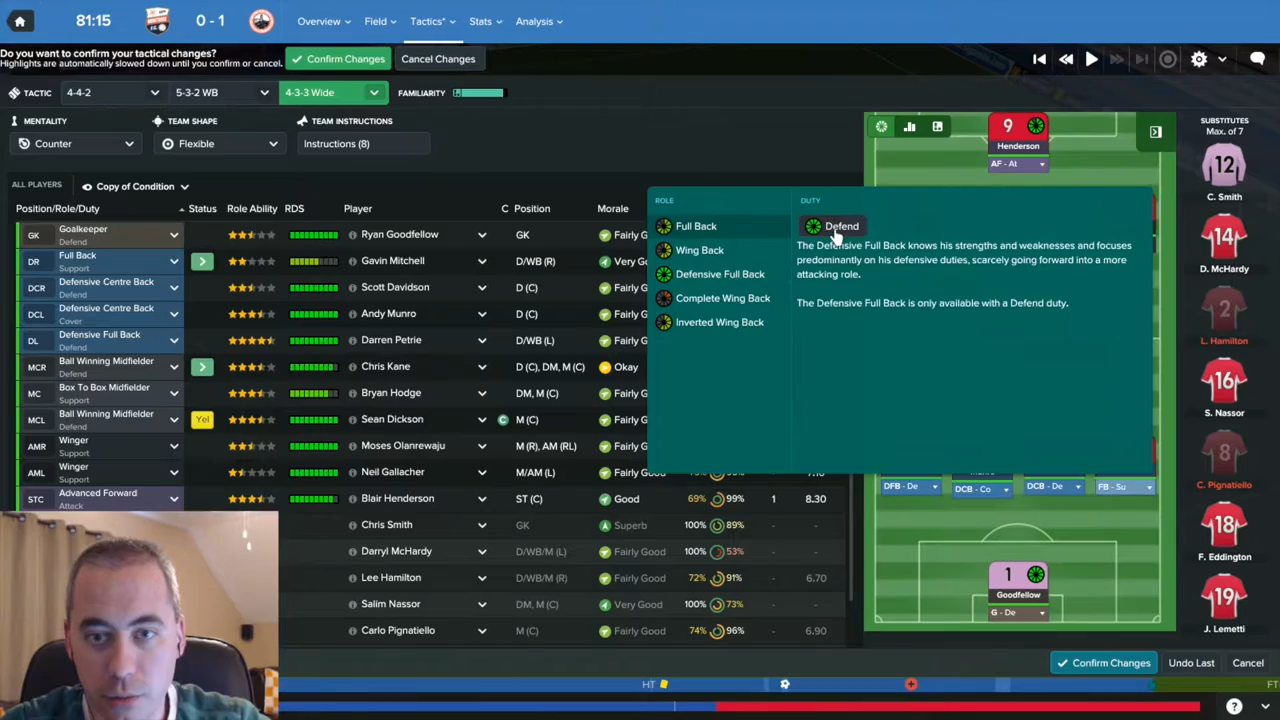 81:15 0 - 1 Overview Field Tactics* Stats Analysis
Do you want to confirm your tactical changes?
Highlights are automatically slowed down until you confirm or cancel.
Confirm Changes Cancel Changes
TACTIC 4-4-2 5-3-2 WB 4-3-3 Wide FAMILIARITY
MENTALITY TEAM SHAPE TEAM INSTRUCTIONS
Counter Flexible Instructions (8)
ALL PLAYERS Copy of Condition
Position/Role/Duty Status Role Ability RDS Player C Position Morale
GK Goalkeeper Defend Ryan Goodfellow GK Fairly G
DR Full Back Support Gavin Mitchell D/WB (R) Very Go
DCR Defensive Centre Back Defend Scott Davidson D (C) Fairly G
DCL Defensive Centre Back Cover Andy Munro D (C) Fairly G
DL Defensive Full Back Defend Darren Petrie D/WB (L) Fairly G
MCR Ball Winning Midfielder Defend Chris Kane D (C), DM, M (C) Okay
MC Box To Box Midfielder Support Bryan Hodge DM, M (C) Fairly G
MCL Ball Winning Midfielder Defend Yel Sean Dickson C M (C) Fairly G
AMR Winger Support Moses Olanrewaju M (R), AM (RL) Fairly G
AML Winger Support Neil Gallacher M/AM (L) Fairly Goo
STC Advanced Forward Attack Blair Henderson ST (C) Good 69% 99% 1 8.30
Chris Smith GK Superb 100% 89% - -
Darryl McHardy D/WB/M (L) Fairly Good 100% 53% - -
Lee Hamilton D/WB/M (R) Fairly Good 72% 91% - 6.70
Salim Nassor DM, M (C) Very Good 100% 73% - -
Carlo Pignatiello M (C) Fairly Good 74% 96% - 6.90
ROLE DUTY
Full Back
Wing Back
Defensive Full Back
Complete Wing Back
Inverted Wing Back
Defend
The Defensive Full Back knows his strengths and weaknesses and focuses
predominantly on his defensive duties, scarcely going forward into a more
attacking role.
The Defensive Full Back is only available with a Defend duty.
9
Henderson
AF - At
DFB - De DCB - Co DCB - De FB - Su
1
Goodfellow
G - De
SUBSTITUTES
Max. of 7
12
C. Smith
14
D. McHardy
2
L. Hamilton
16
S. Nassor
8
C. Pignatiello
18
F. Eddington
19
J. Lemetti
Confirm Changes Undo Last Cancel
HT FT